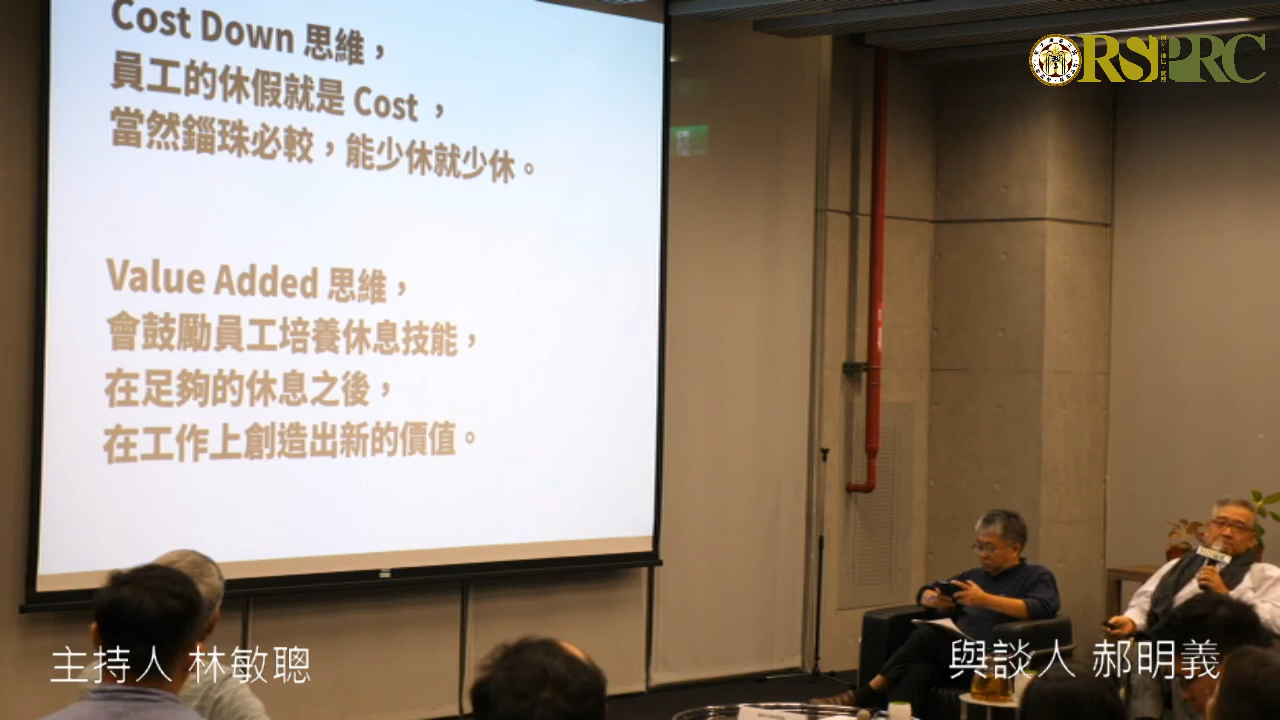 Cost Down 思維，
員工的休假就是 Cost ，
當然錙珠必較，能少休就少休。
Value Added 思維，
會鼓勵員工培養休息技能，
在足夠的休息之後，
在工作上創造出新的價值。
RSPRC
主持人 林敏聰
與談人 郝明義